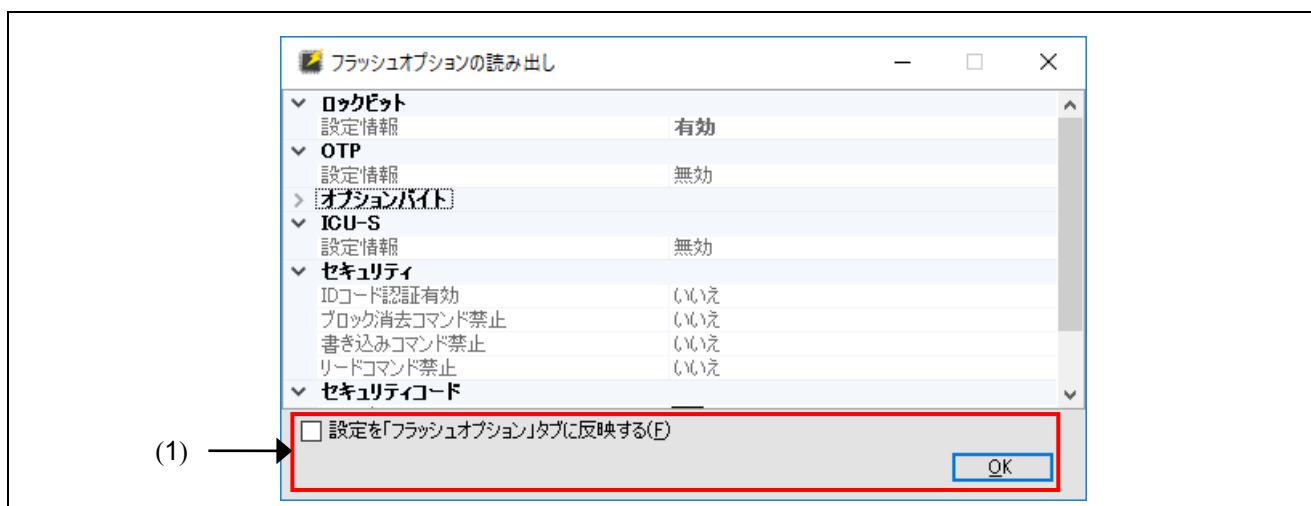 フラッシュオプションの読み出し
ロックビット
設定情報 有効
OTP
設定情報 無効
オプションバイト
ICU-S
設定情報 無効
セキュリティ
IDコード認証有効 いいえ
ブロック消去コマンド禁止 いいえ
書き込みコマンド禁止 いいえ
リードコマンド禁止 いいえ
セキュリティコード
設定を「フラッシュオプション」タブに反映する(F)
(1)
OK